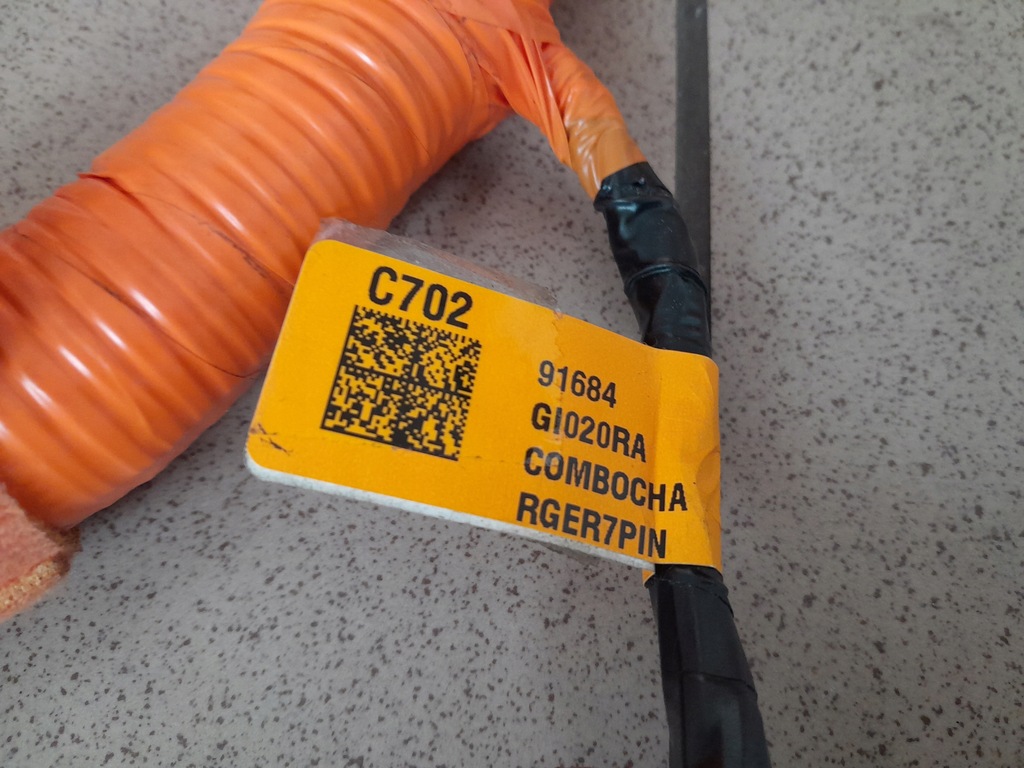 C702
91684
GI020RA
COMBOCHA
RGER7PIN